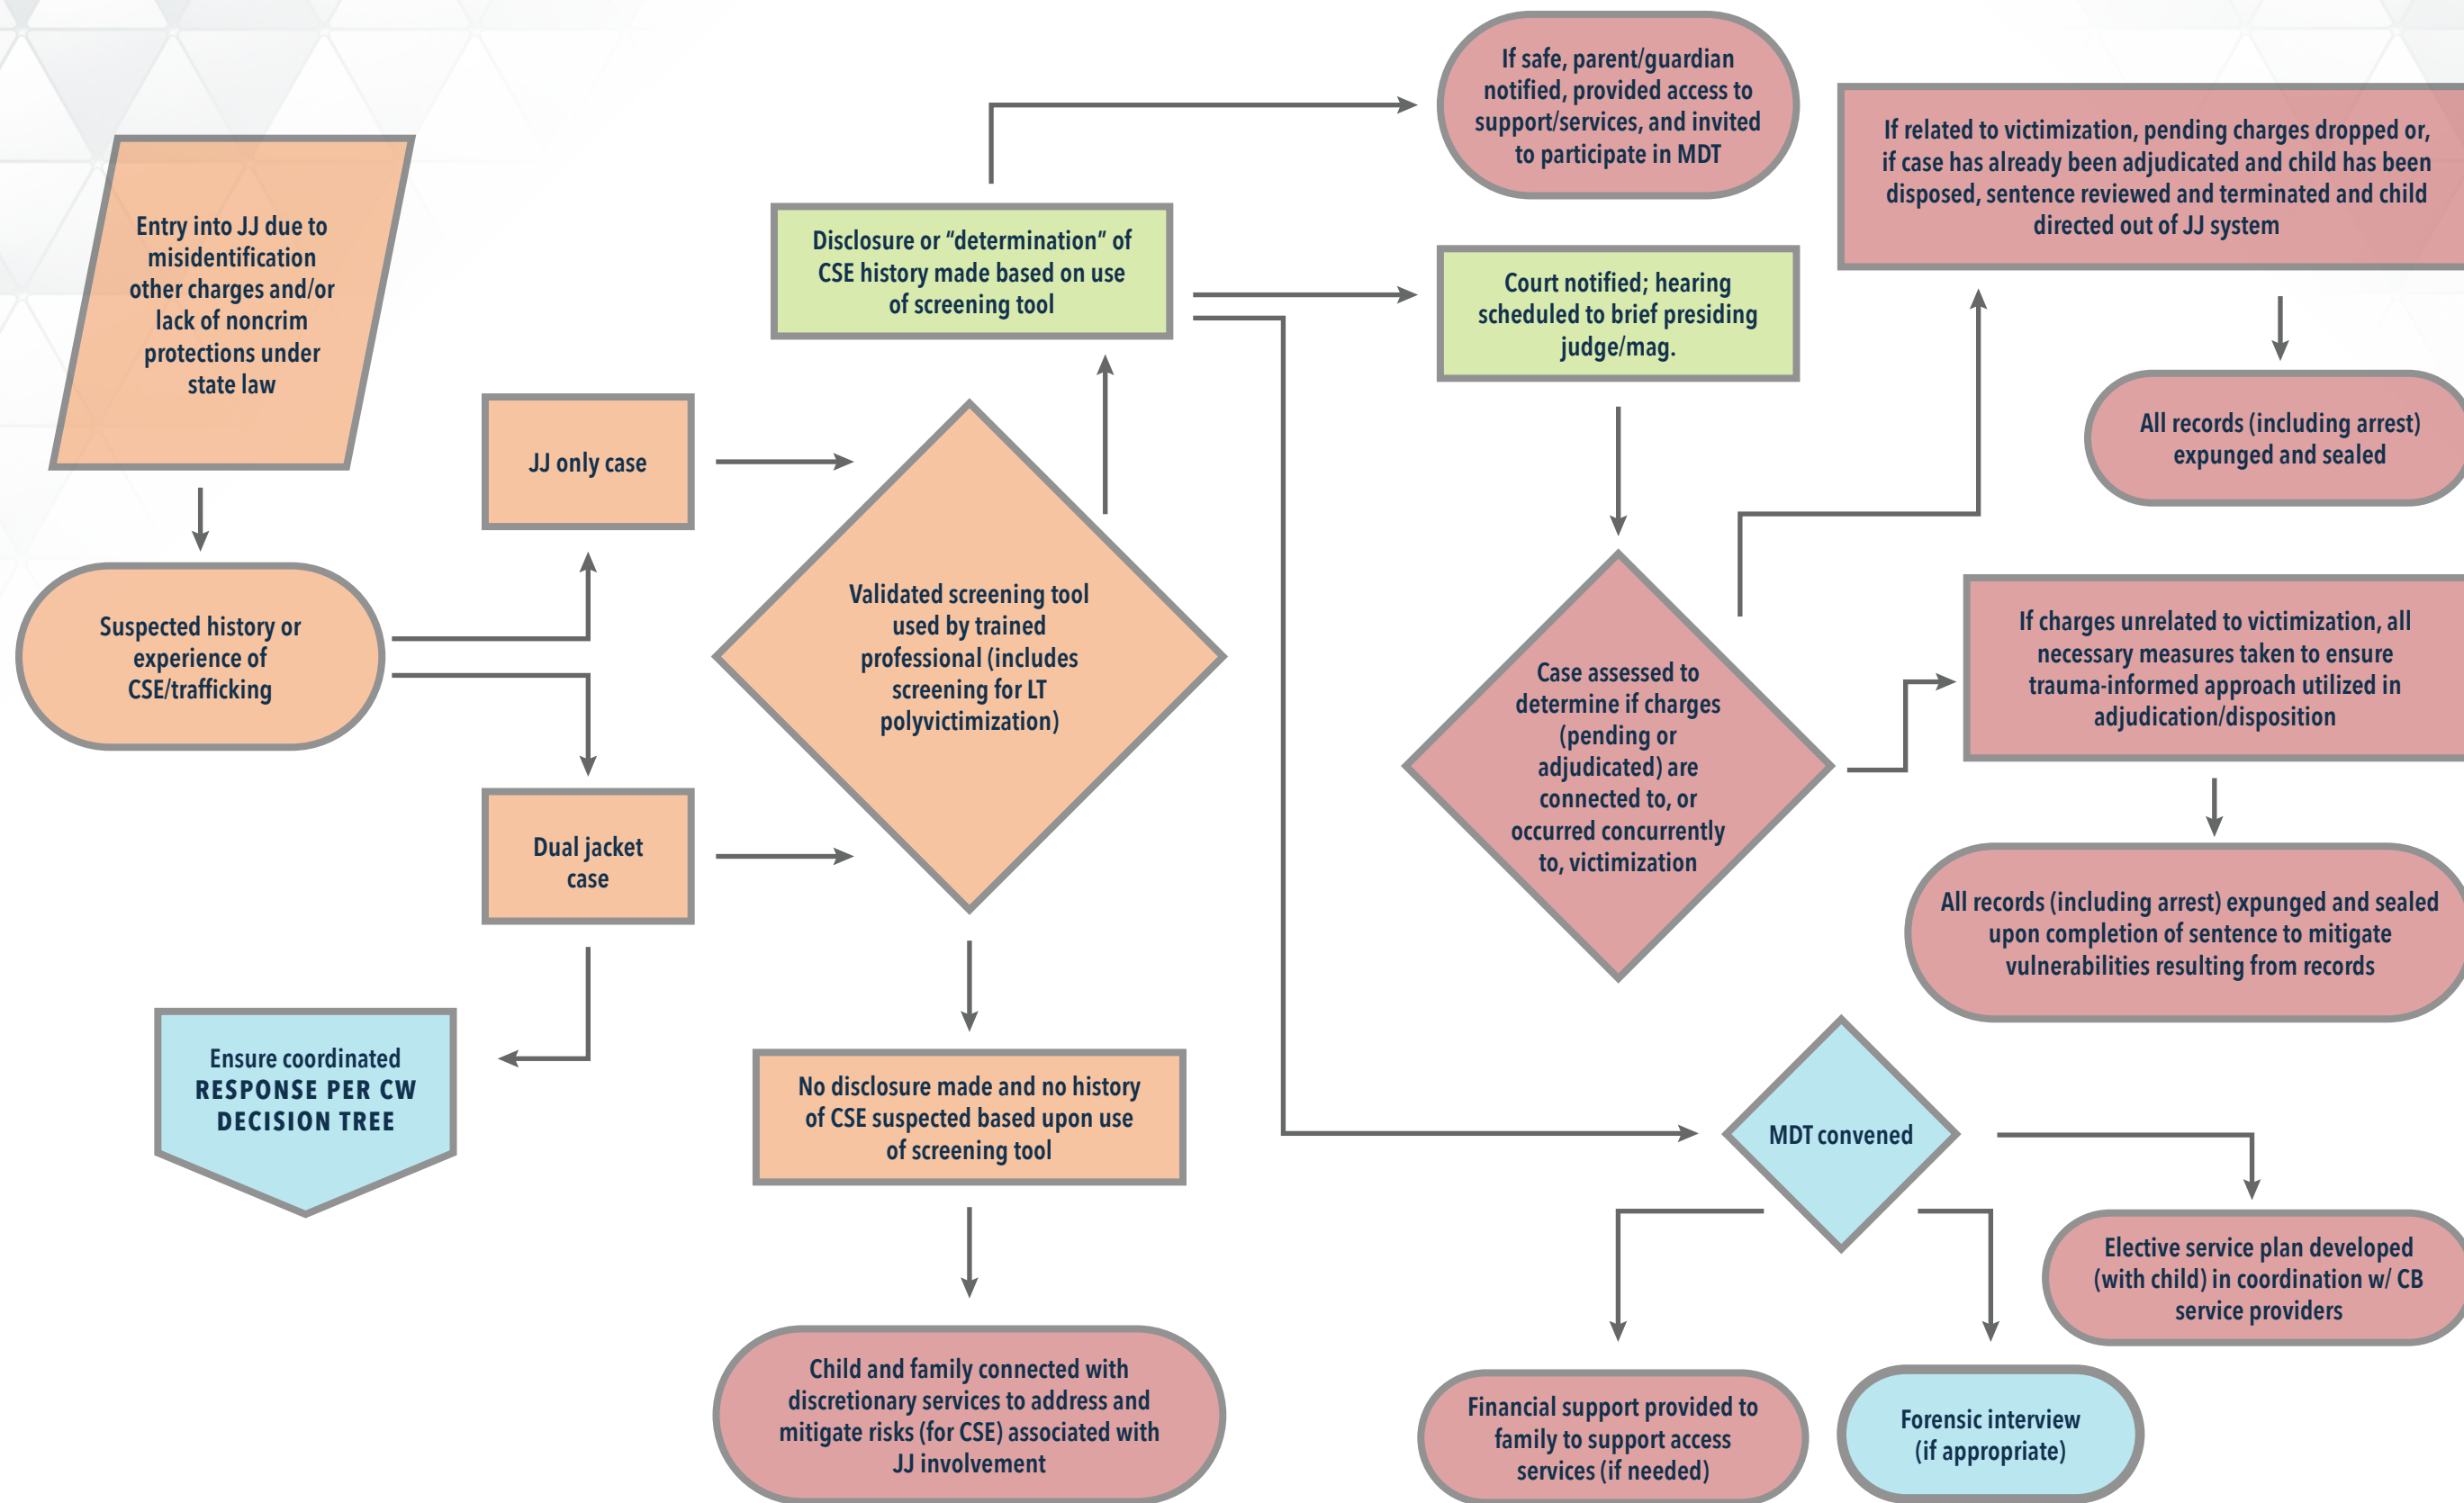 Entry into JJ due to
misidentification
other charges and/or
lack of noncrim
protections under
state law
Suspected history or
experience of
CSE/trafficking
JJ only case
Dual jacket
case
Ensure coordinated
RESPONSE PER CW
DECISION TREE
Validated screening tool
used by trained
professional (includes
screening for LT
polyvictimization)
Disclosure or “determination” of
CSE history made based on use
of screening tool
No disclosure made and no history
of CSE suspected based upon use
of screening tool
Child and family connected with
discretionary services to address and
mitigate risks (for CSE) associated with
JJ involvement
If safe, parent/guardian
notified, provided access to
support/services, and invited
to participate in MDT
Court notified; hearing
scheduled to brief presiding
judge/mag.
Case assessed to
determine if charges
(pending or
adjudicated) are
connected to, or
occurred concurrently
to, victimization
If related to victimization, pending charges dropped or,
if case has already been adjudicated and child has been
disposed, sentence reviewed and terminated and child
directed out of JJ system
All records (including arrest)
expunged and sealed
If charges unrelated to victimization, all
necessary measures taken to ensure
trauma-informed approach utilized in
adjudication/disposition
All records (including arrest) expunged and sealed
upon completion of sentence to mitigate
vulnerabilities resulting from records
MDT convened
Elective service plan developed
(with child) in coordination w/ CB
service providers
Financial support provided to
family to support access
services (if needed)
Forensic interview
(if appropriate)